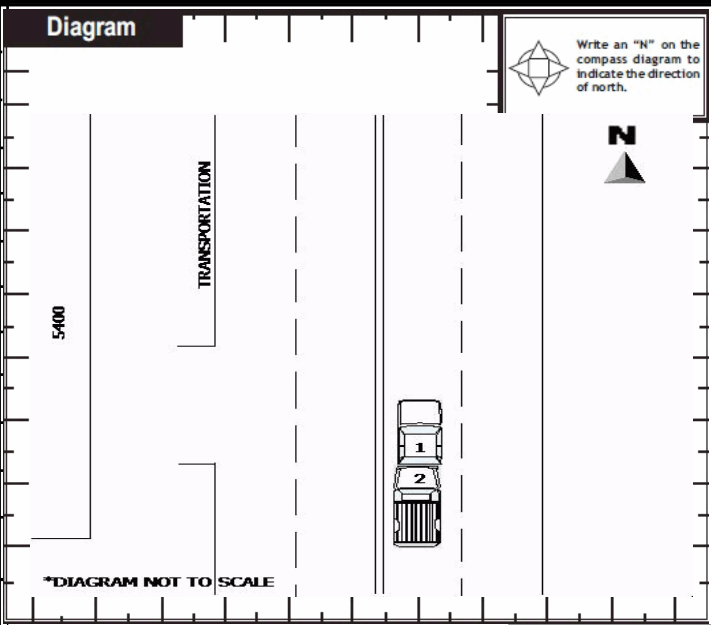 Diagram
Write an “N” on the
compass diagram to
indicate the direction
of north.
N
TRANSPORTATION
5400
1
2
*DIAGRAM NOT TO SCALE